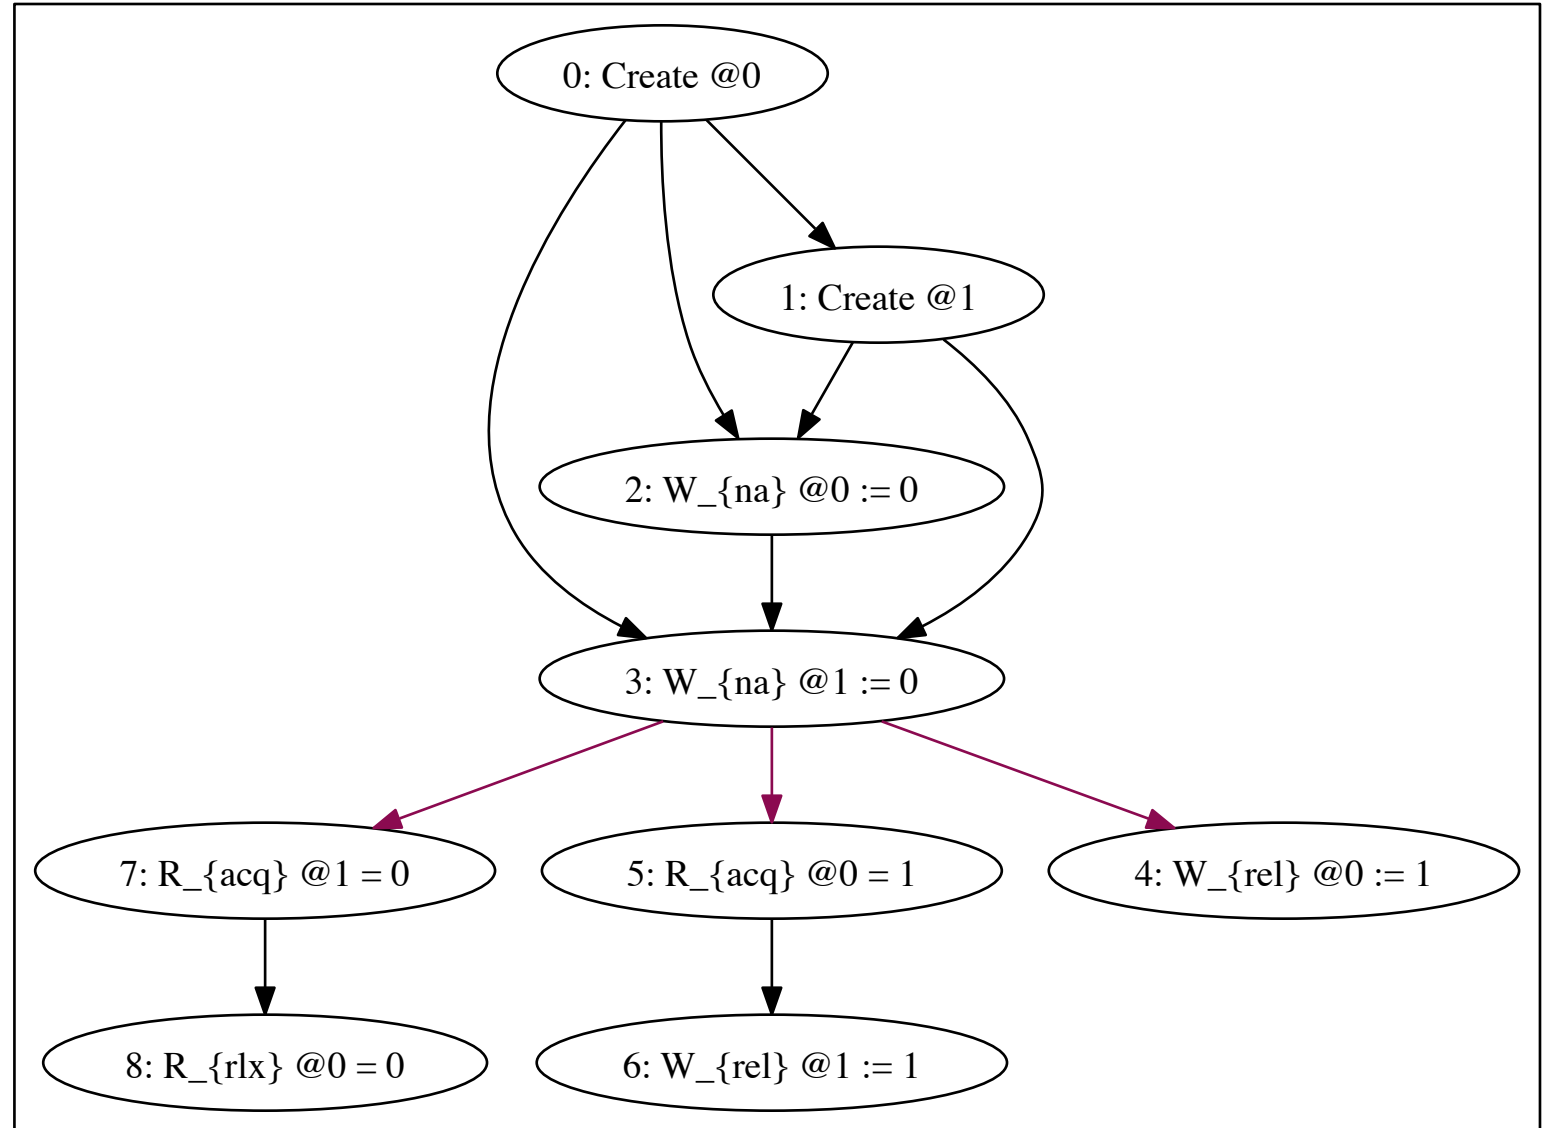 0: Create @0
1: Create @1
2: W_{na} @0 := 0
3: W_{na} @1 := 0
7: R_{acq} @1 = 0
5: R_{acq} @0 = 1
4: W_{rel} @0 := 1
8: R_{rlx} @0 = 0
6: W_{rel} @1 := 1